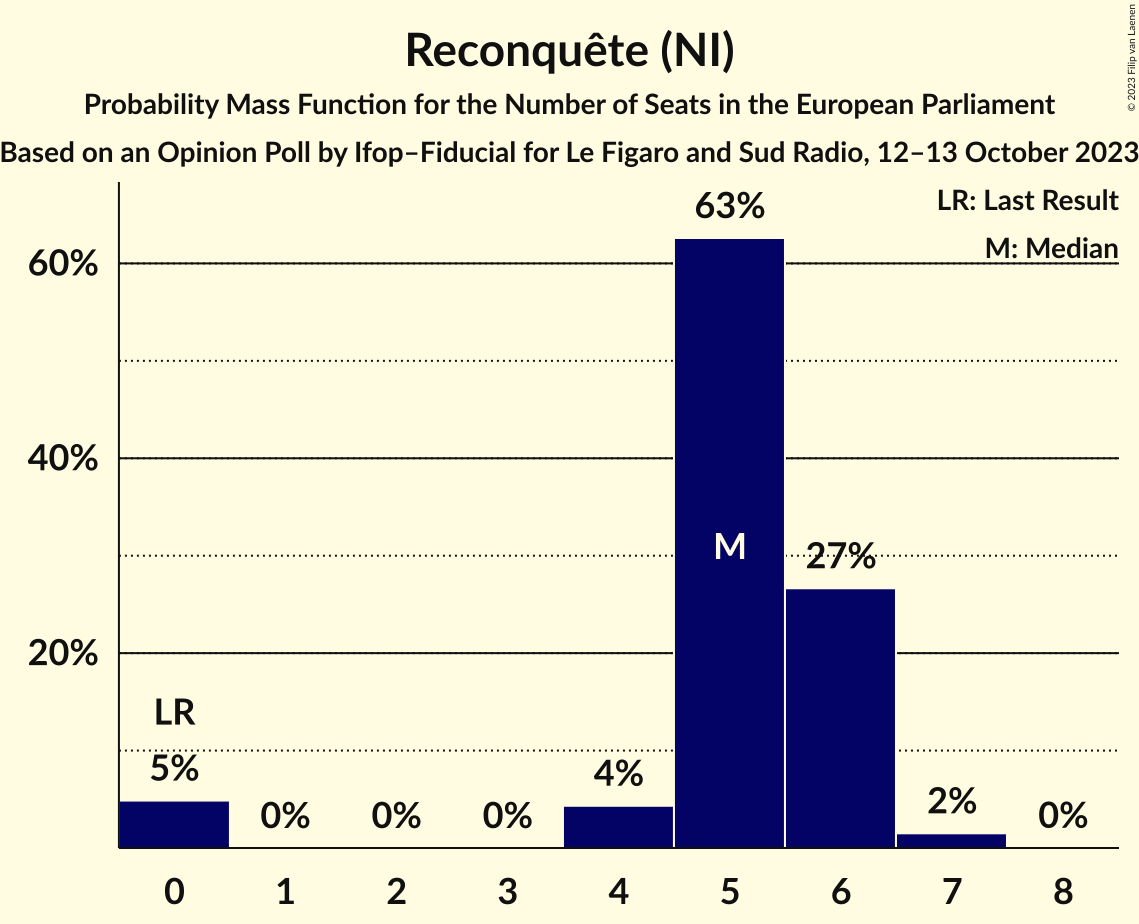 Reconquête (NI)
Probability Mass Function for the Number of Seats in the European Parliament
Based on an Opinion Poll by Ifop–Fiducial for Le Figaro and Sud Radio, 12–13 October 2023
© 2023 Filip van Laenen
LR: Last Result
M: Median
63%
60%
40%
M
27%
20%
LR
5%
0%
0%
0%
4%
2%
0%
0 1 2 3 4 5 6 7 8